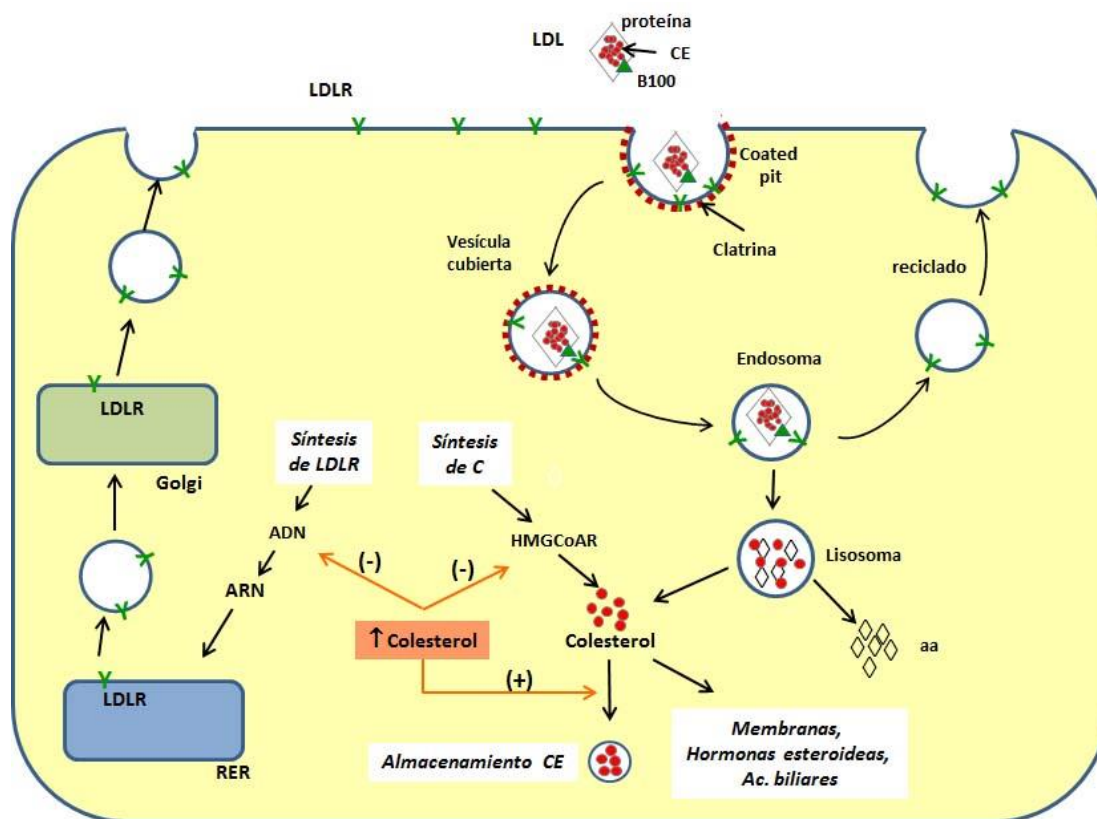 proteína
LDL
CE
B100
LDLR
Coated
pit
Clatrina
Vesícula
cubierta
reciclado
Endosoma
LDLR
Golgi
Síntesis
de LDLR
Síntesis
de C
ADN
HMGCoAR
Lisosoma
(-)
(-)
ARN
↑Colesterol
Colesterol
aa
(+)
LDLR
RER
Almacenamiento CE
Membranas,
Hormonas esteroideas,
Ac. biliares